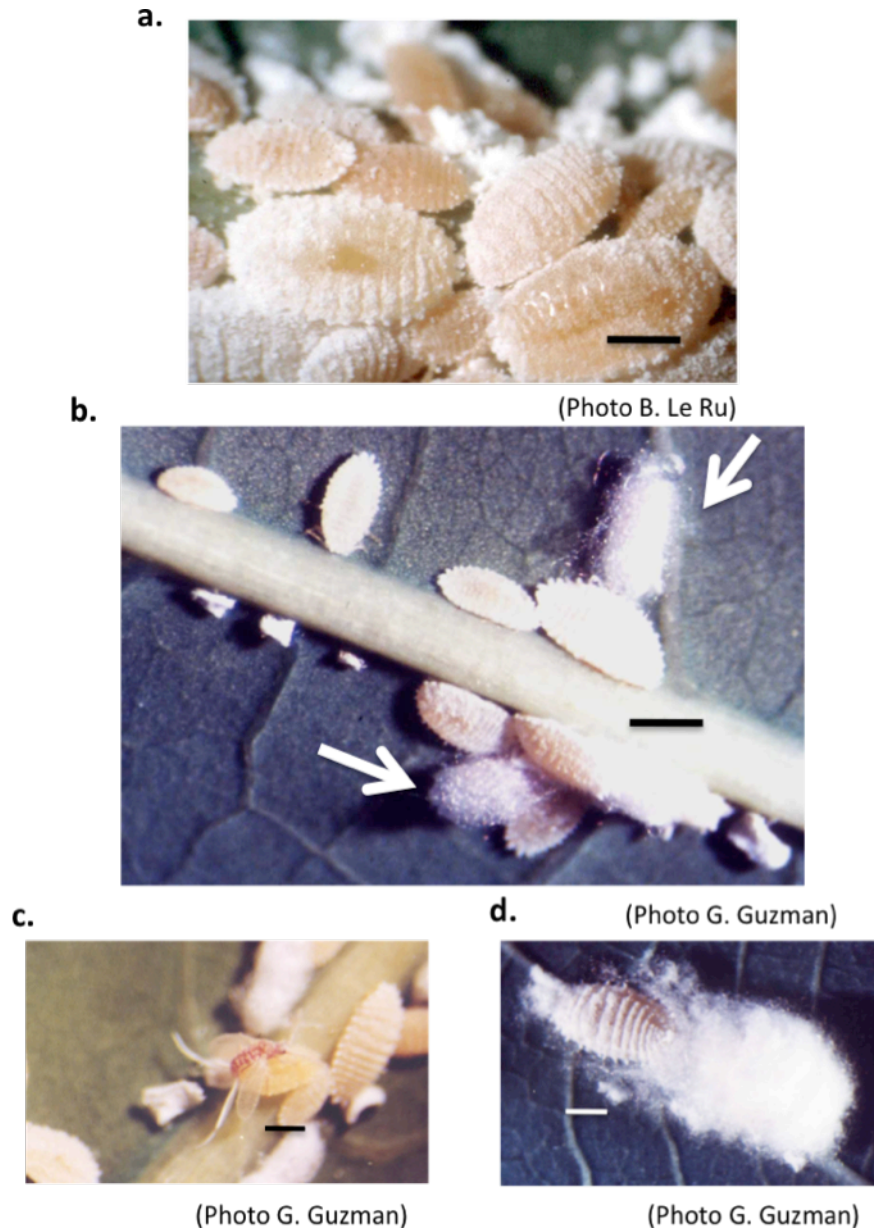 a.
(Photo B. Le Ru)
b.
(Photo G. Guzman)
c.
d.
(Photo G. Guzman)
(Photo G. Guzman)